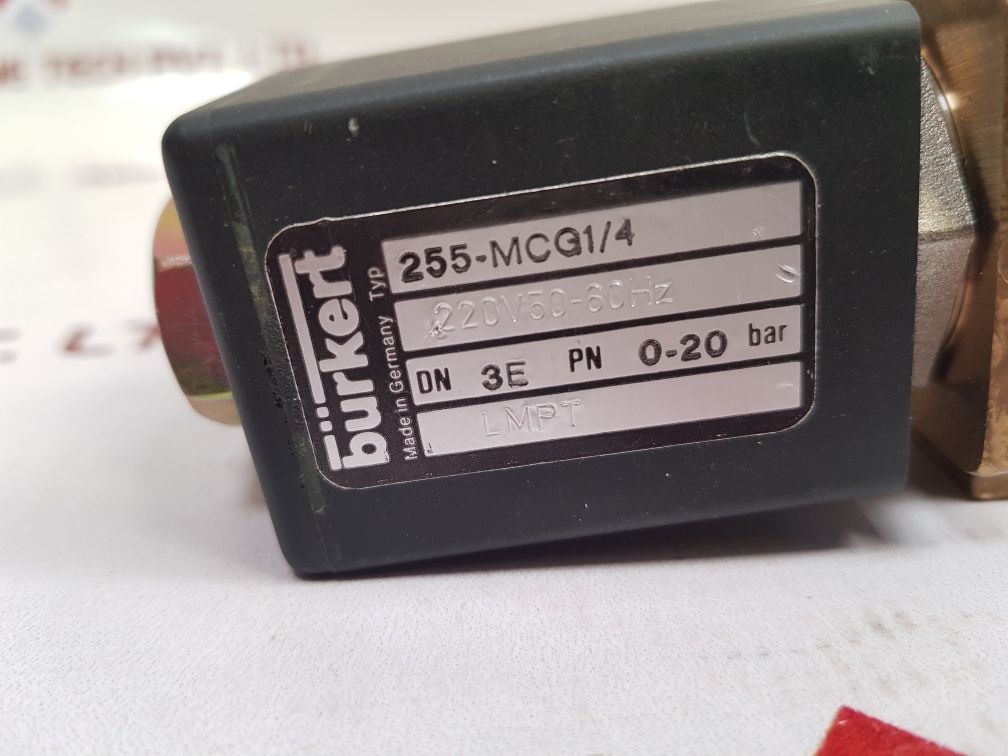 bürkert
Made in Germany Typ
255-MCG1/4
220V50-60Hz
DN 3E PN 0-20 bar
LMPT